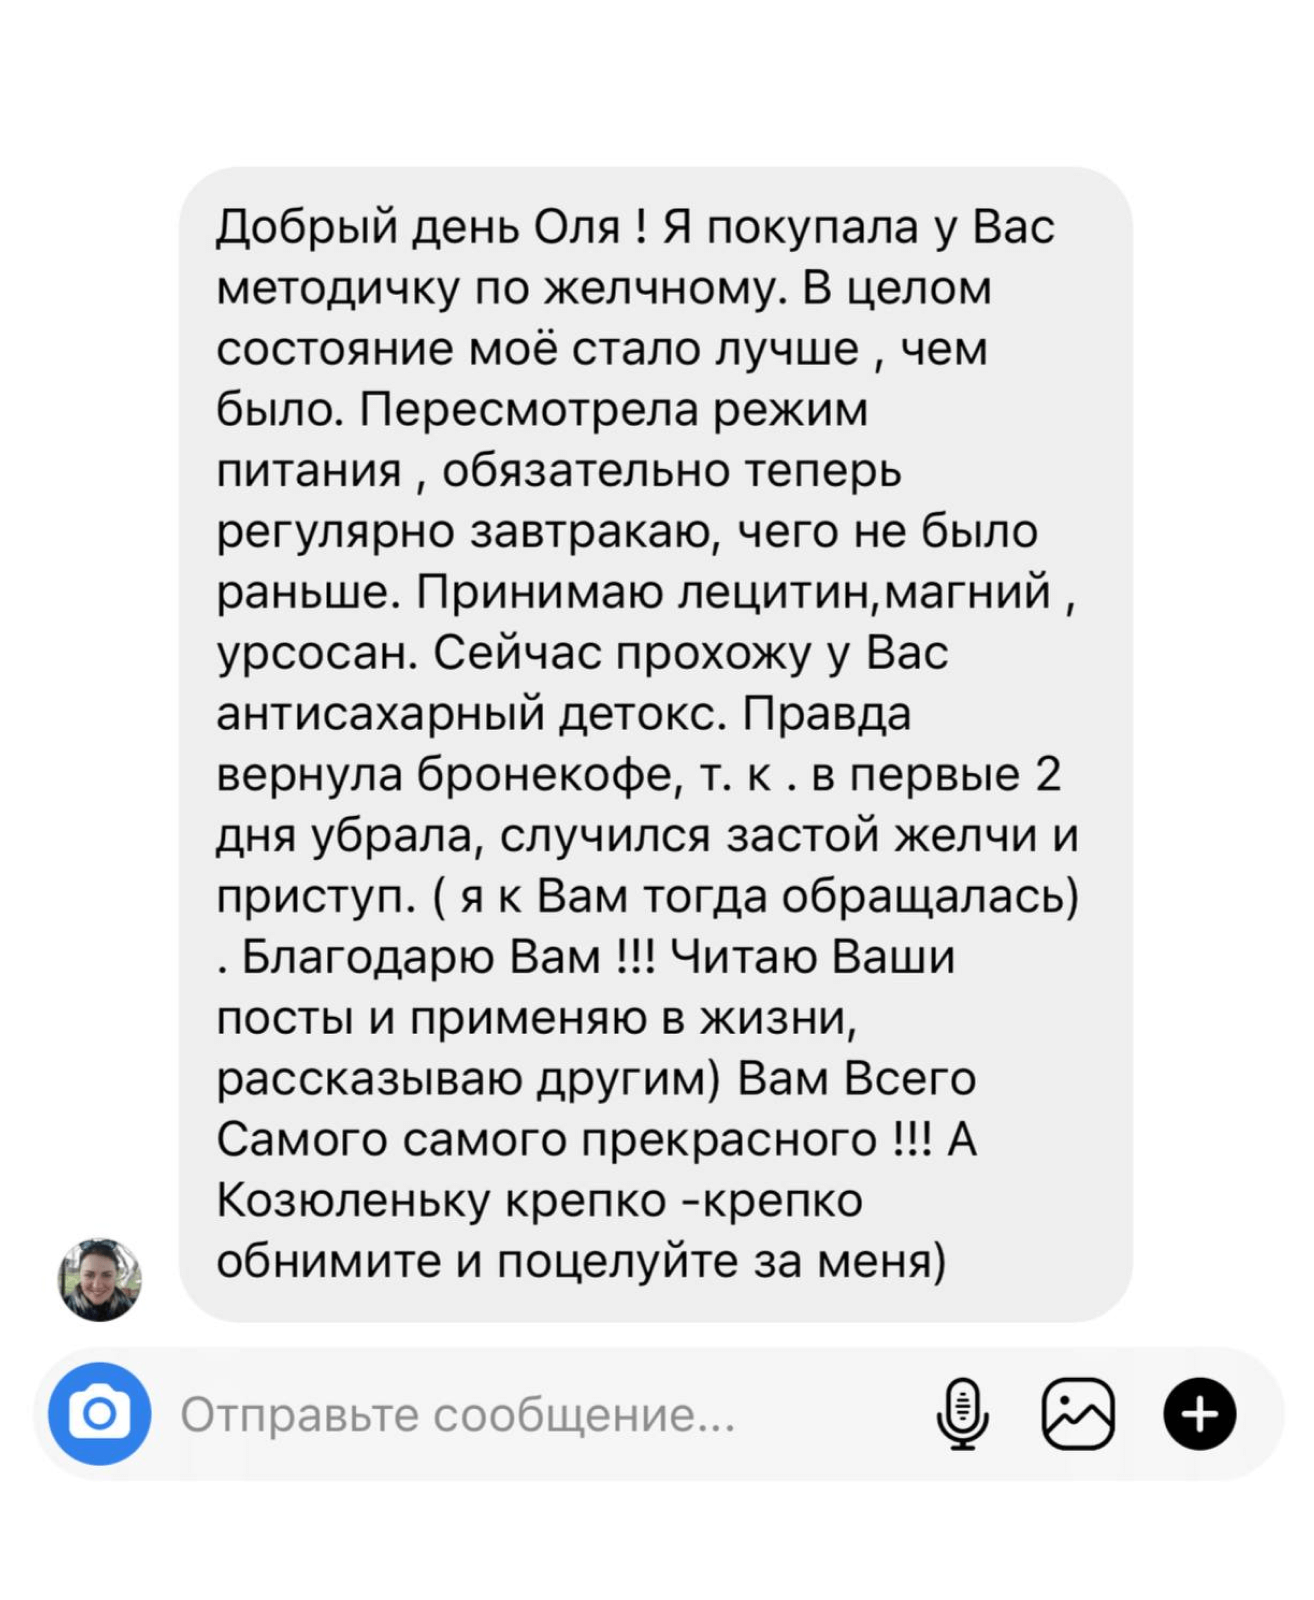 Добрый день Оля ! Я покупала у Вас
методичку по желчному. В целом
состояние моё стало лучше , чем
было. Пересмотрела режим
питания , обязательно теперь
регулярно завтракаю, чего не было
раньше. Принимаю лецитин,магний ,
урсосан. Сейчас прохожу у Вас
антисахарный детокс. Правда
вернула бронекофе, т. к . в первые 2
дня убрала, случился застой желчи и
приступ. ( я к Вам тогда обращалась)
. Благодарю Вам !!! Читаю Ваши
посты и применяю в жизни,
рассказываю другим) Вам Всего
Самого самого прекрасного !!! А
Козюленьку крепко -крепко
обнимите и поцелуйте за меня)
Отправьте сообщение...